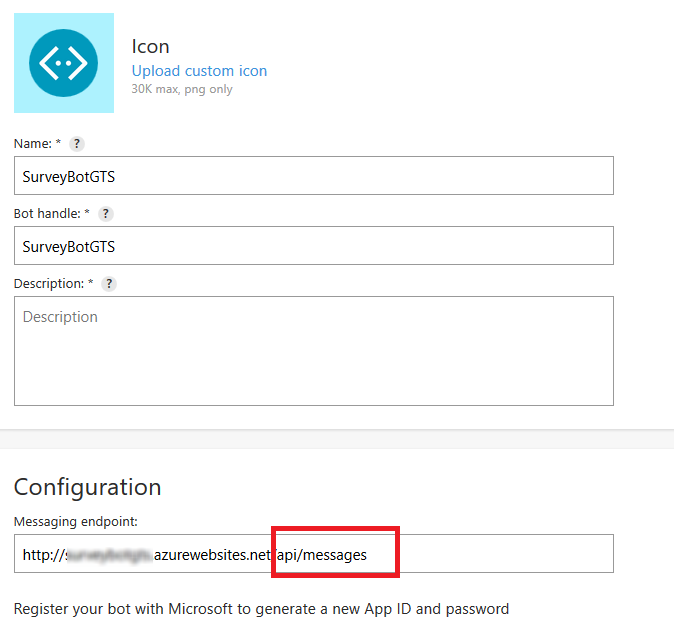 Icon
Upload custom icon
30K max, png only
Name: * ?
SurveyBotGTS
Bot handle: * ?
SurveyBotGTS
Description: * ?
Description
Configuration
Messaging endpoint:
http:// .azurewebsites.net/api/messages
Register your bot with Microsoft to generate a new App ID and password